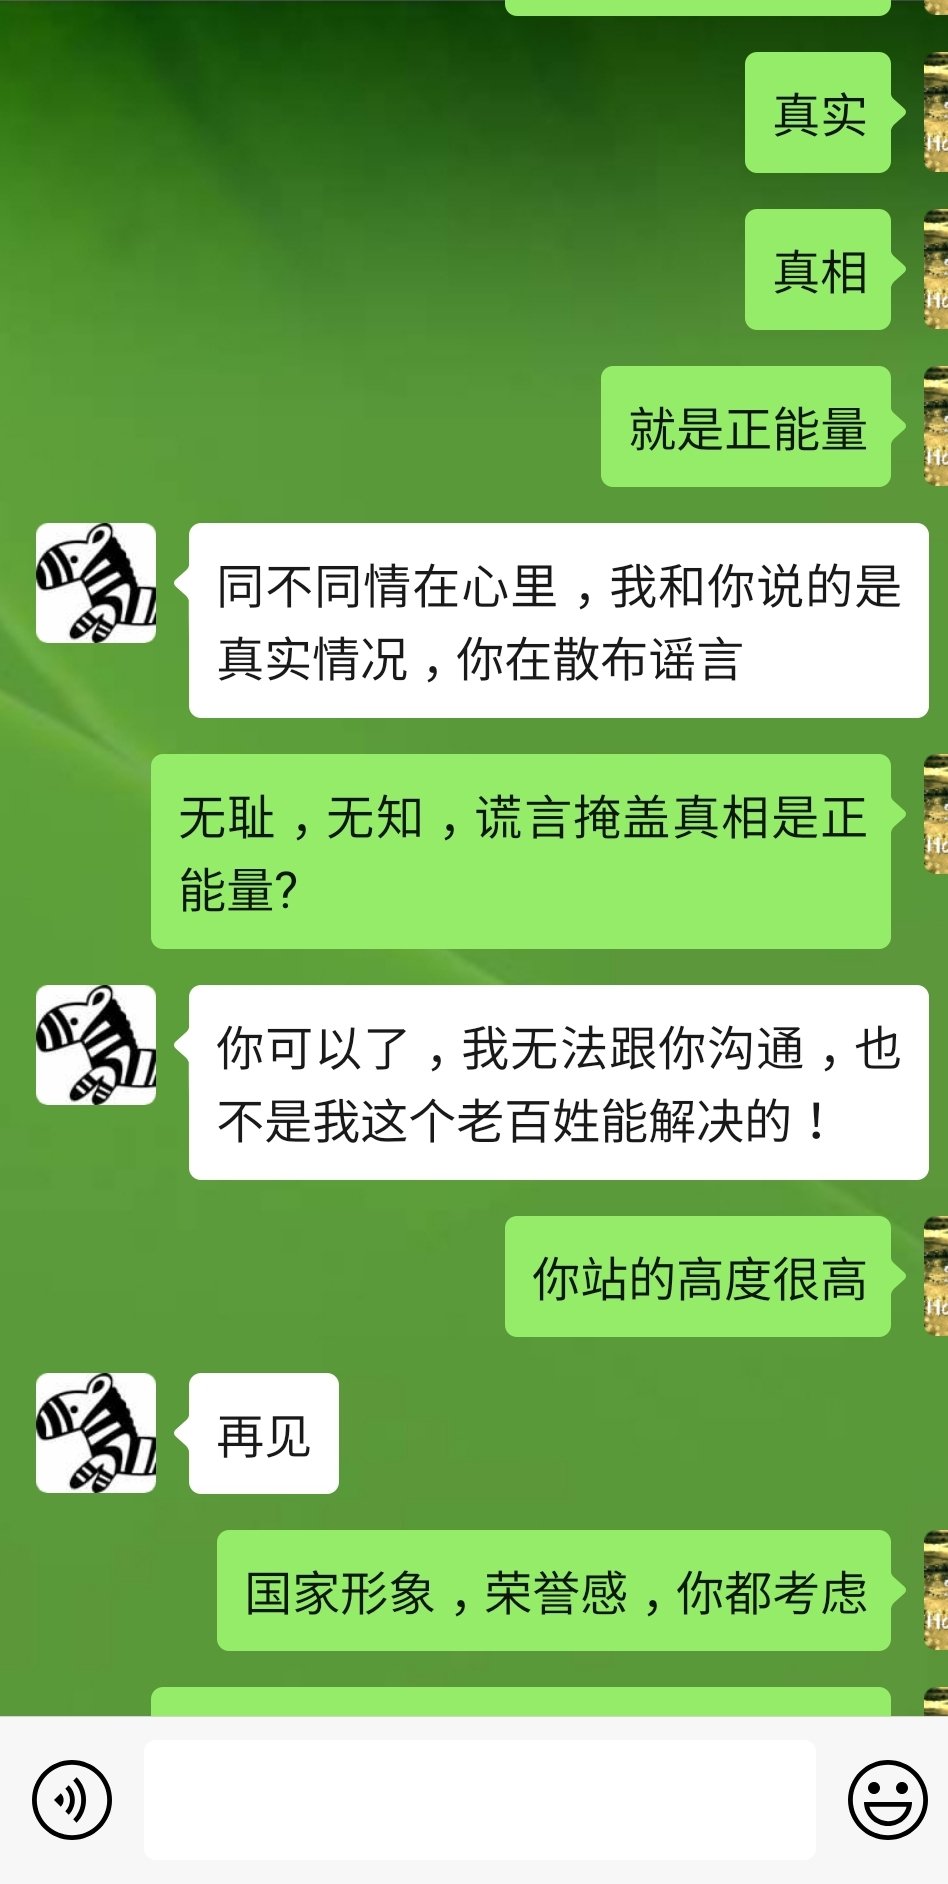 真实
真相
就是正能量
同不同情在心里，我和你说的是
真实情况，你在散布谣言
无耻，无知，谎言掩盖真相是正
能量?
你可以了，我无法跟你沟通，也
不是我这个老百姓能解决的！
你站的高度很高
再见
国家形象，荣誉感，你都考虑